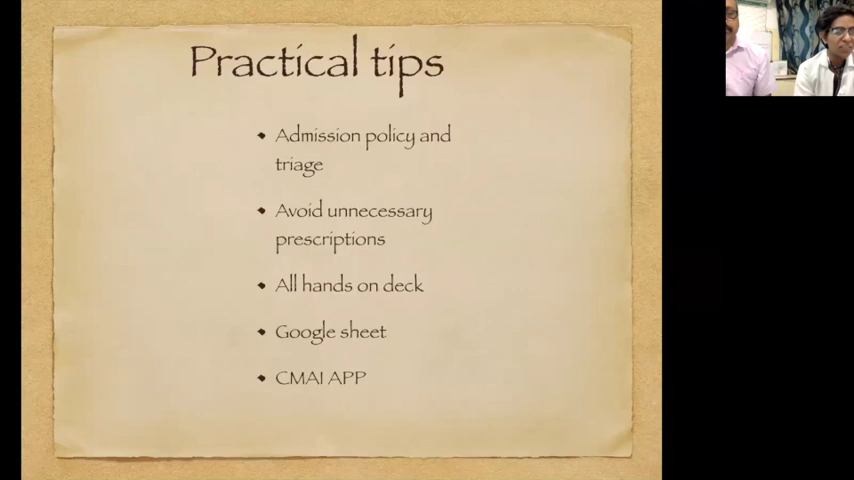 Practical tips
Admission policy and
triage
Avoid unnecessary
prescriptions
All hands on deck
Google sheet
CMAI APP